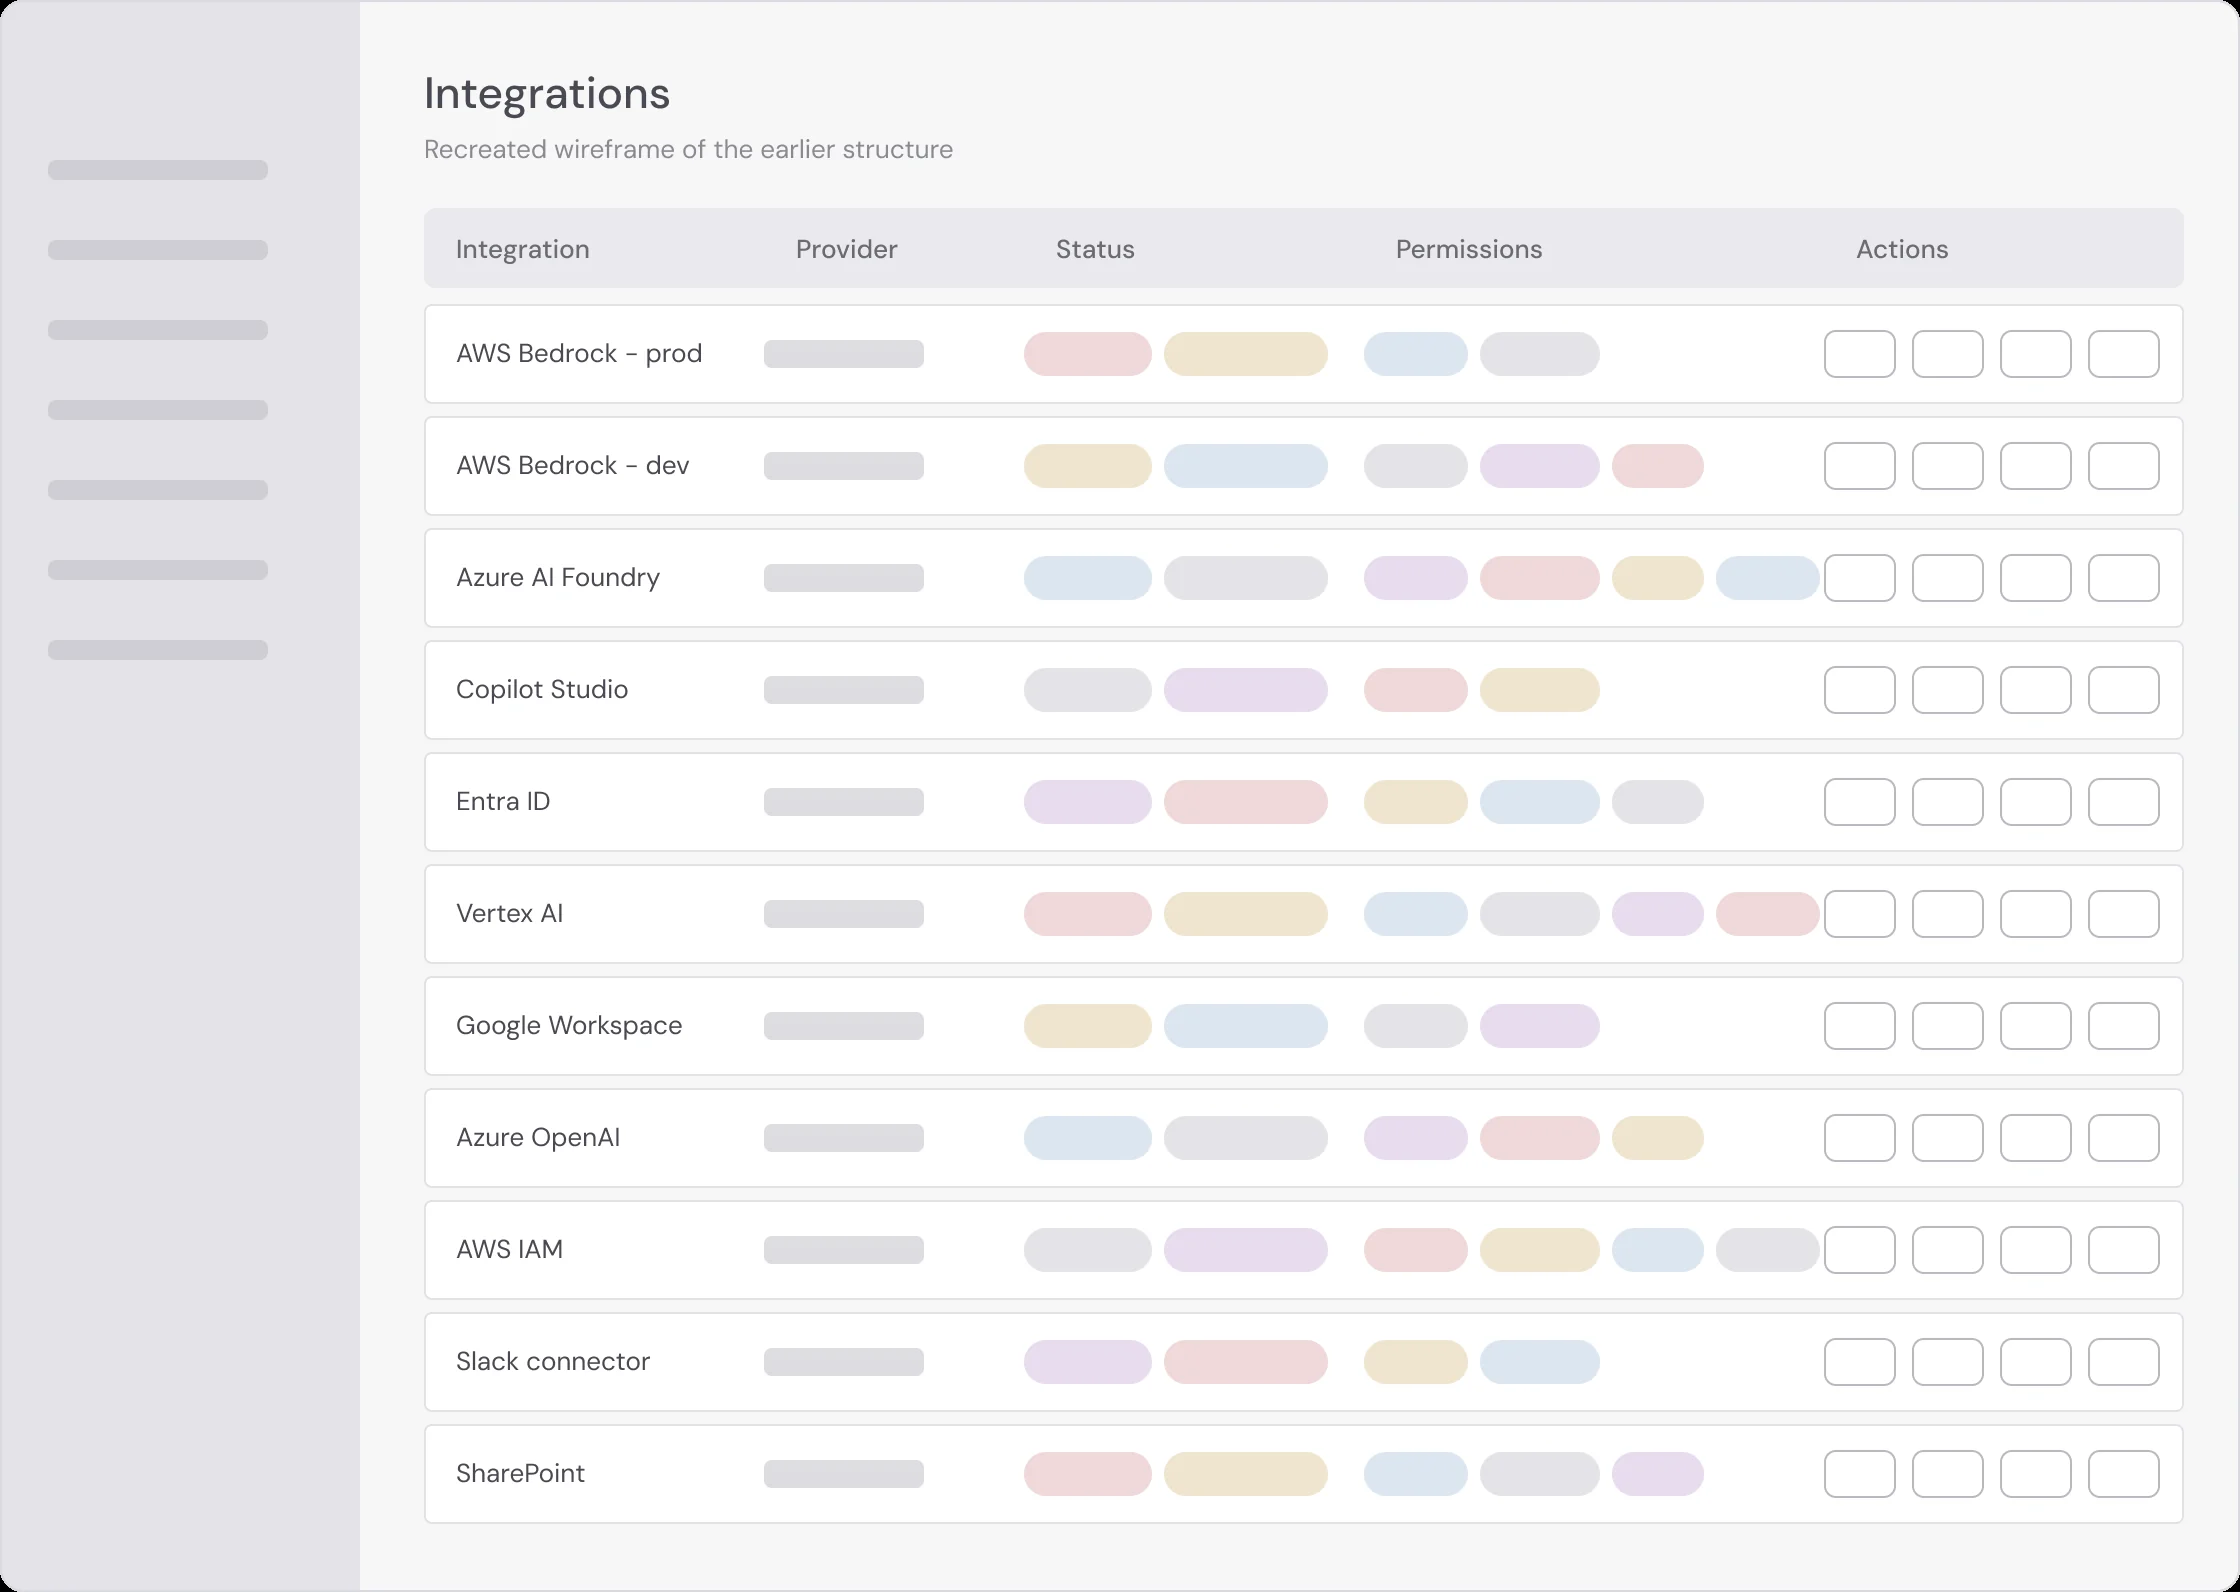 Integrations
Recreated wireframe of the earlier structure
Integration Provider Status Permissions Actions
AWS Bedrock - prod
AWS Bedrock - dev
Azure AI Foundry
Copilot Studio
Entra ID
Vertex AI
Google Workspace
Azure OpenAI
AWS IAM
Slack connector
SharePoint